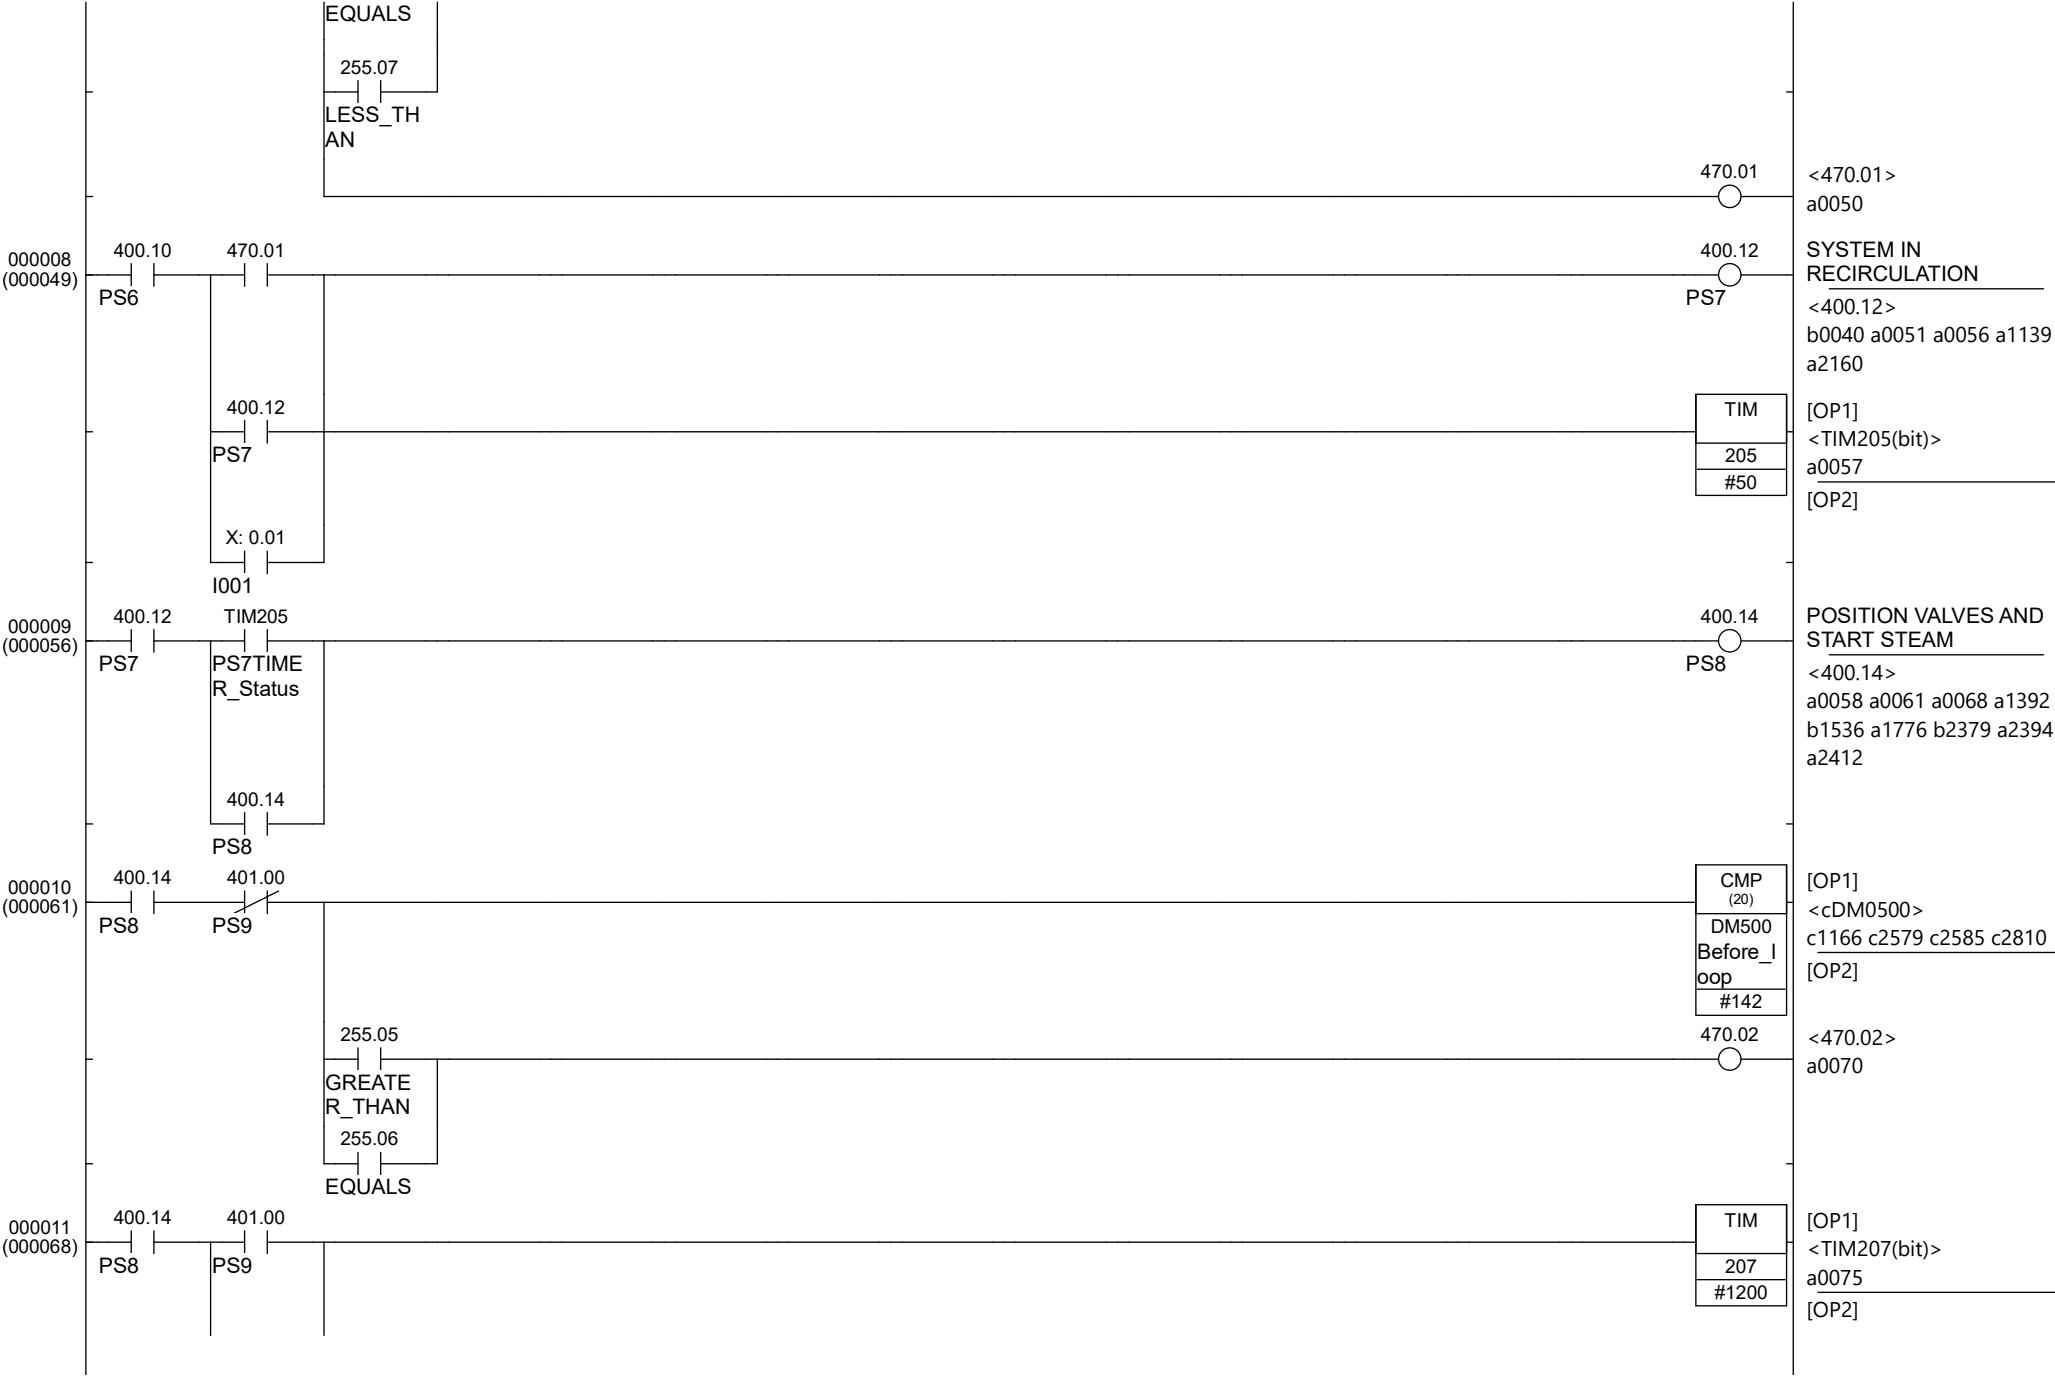 EQUALS
255.07
LESS_TH
AN
470.01
<470.01>
a0050
000008
(000049)
400.10
470.01
400.12
PS6
PS7
SYSTEM IN
RECIRCULATION
<400.12>
b0040 a0051 a0056 a1139
a2160
400.12
PS7
TIM
205
#50
[OP1]
<TIM205(bit)>
a0057
[OP2]
X: 0.01
I001
000009
(000056)
400.12
TIM205
400.14
PS7
PS7TIME
R_Status
PS8
POSITION VALVES AND
START STEAM
<400.14>
a0058 a0061 a0068 a1392
b1536 a1776 b2379 a2394
a2412
400.14
PS8
000010
(000061)
400.14
401.00
PS8
PS9
CMP
(20)
DM500
Before_l
oop
#142
[OP1]
<cDM0500>
c1166 c2579 c2585 c2810
[OP2]
255.05
GREATE
R_THAN
470.02
<470.02>
a0070
255.06
EQUALS
000011
(000068)
400.14
401.00
PS8
PS9
TIM
207
#1200
[OP1]
<TIM207(bit)>
a0075
[OP2]